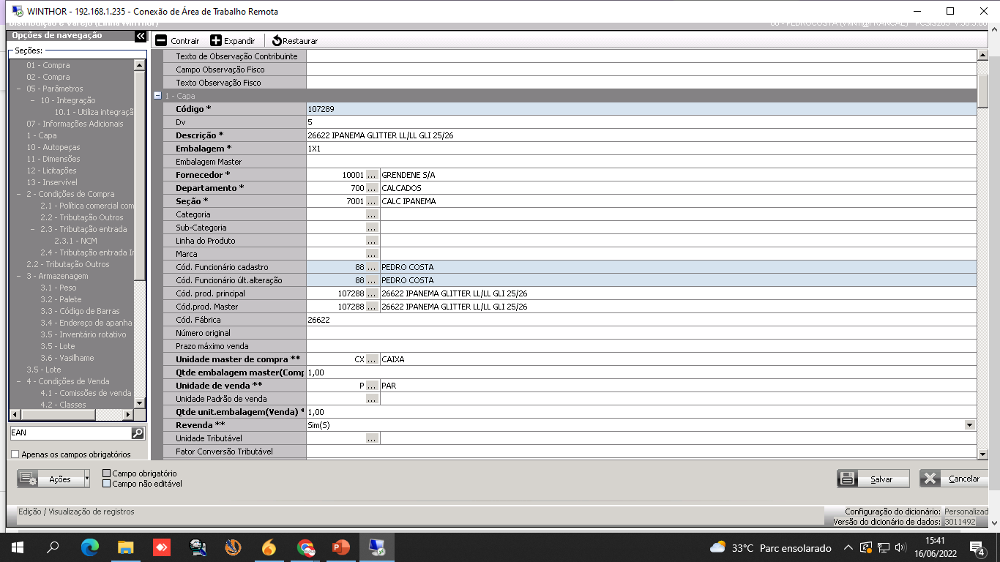 WINTHOR - 192.168.1.235 - Conexão de Área de Trabalho Remota
Distribuição e Varejo (Linha WinThor)
Opções de navegação
Contrair
Expandir
Restaurar
Seções:
01 - Compra
02 - Compra
05 - Parâmetros
10 - Integração
10.1 - Utiliza integraçã
07 - Informações Adicionais
1 - Capa
10 - Autopeças
11 - Dimensões
12 - Licitações
13 - Inservível
2 - Condições de Compra
2.1 - Política comercial com
2.2 - Tributação Outros
2.3 - Tributação entrada
2.3.1 - NCM
2.4 - Tributação entrada In
2.2 - Tributação Outros
3 - Armazenagem
3.1 - Peso
3.2 - Palete
3.3 - Código de Barras
3.4 - Endereço de apanha
3.5 - Inventário rotativo
3.5 - Lote
3.6 - Vasilhame
3.5 - Lote
4 - Condições de Venda
4.1 - Comissões de venda
4.2 - Classes
EAN
Apenas os campos obrigatórios
Texto de Observação Contribuinte
Campo Observação Fisco
Texto Observação Fisco
1 - Capa
Código * 107289
Dv 5
Descrição * 26622 IPANEMA GLITTER LL/LL GLI 25/26
Embalagem * 1X1
Embalagem Master
Fornecedor * 10001 ... GRENDENE S/A
Departamento * 700 ... CALCADOS
Seção * 7001 ... CALC IPANEMA
Categoria ...
Sub-Categoria ...
Linha do Produto ...
Marca ...
Cód. Funcionário cadastro 88 ... PEDRO COSTA
Cód. Funcionário últ.alteração 88 ... PEDRO COSTA
Cód. prod. principal 107288 ... 26622 IPANEMA GLITTER LL/LL GLI 25/26
Cód.prod. Master 107288 ... 26622 IPANEMA GLITTER LL/LL GLI 25/26
Cód. Fábrica 26622
Número original
Prazo máximo venda
Unidade master de compra ** CX ... CAIXA
Qtde embalagem master(Comp 1,00
Unidade de venda ** P ... PAR
Unidade Padrão de venda ...
Qtde unit.embalagem(Venda) * 1,00
Revenda ** Sim(S)
Unidade Tributável ...
Fator Conversão Tributável
Ações
Campo obrigatório
Campo não editável
Salvar
Cancelar
Edição / Visualização de registros
Configuração do dicionário: Personalizad
Versão do dicionário de dados: 3011492
33°C Parc ensolarado
15:41
16/06/2022
4